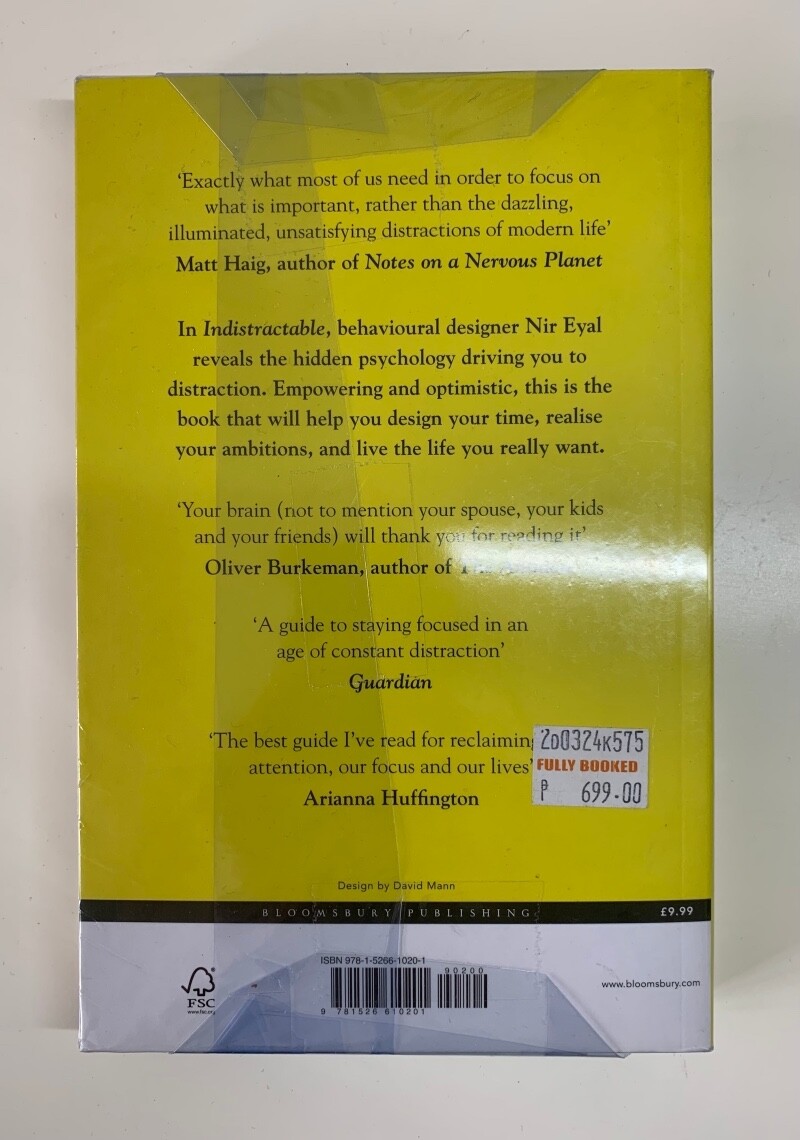 ‘Exactly what most of us need in order to focus on
what is important, rather than the dazzling,
illuminated, unsatisfying distractions of modern life’
Matt Haig, author of Notes on a Nervous Planet
In Indistractable, behavioural designer Nir Eyal
reveals the hidden psychology driving you to
distraction. Empowering and optimistic, this is the
book that will help you design your time, realise
your ambitions, and live the life you really want.
‘Your brain (not to mention your spouse, your kids
and your friends) will thank you for reading it’
Oliver Burkeman, author of
‘A guide to staying focused in an
age of constant distraction’
Guardian
‘The best guide I’ve read for reclaiming
attention, our focus and our lives’
Arianna Huffington
2D0324K575
FULLY BOOKED
₱ 699.00
Design by David Mann
BLOOMSBURY PUBLISHING
£9.99
ISBN 978-1-5266-1020-1
90200
9 781526 610201
FSC
www.fsc.org
www.bloomsbury.com